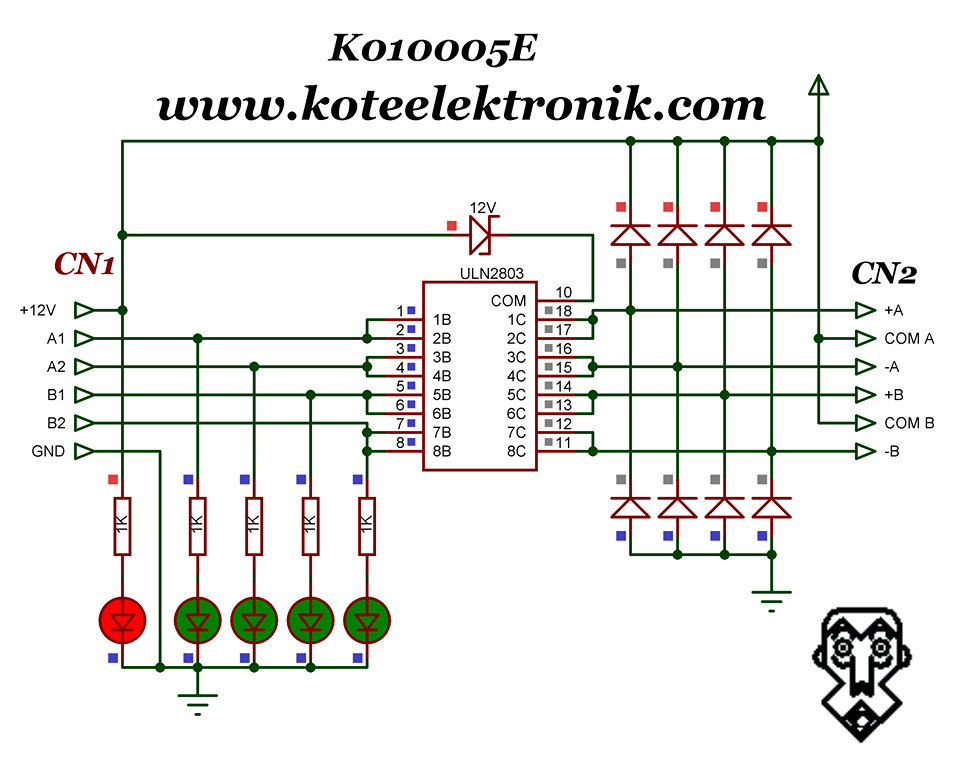 K010005E
www.koteelektronik.com
12V
CN1
CN2
ULN2803
+12V
A1
A2
B1
B2
GND
COM 10
1 1B 1C 18
2 2B 2C 17
3 3B 3C 16
4 4B 4C 15
5 5B 5C 14
6 6B 6C 13
7 7B 7C 12
8 8B 8C 11
+A
COM A
-A
+B
COM B
-B
1K
1K
1K
1K
1K